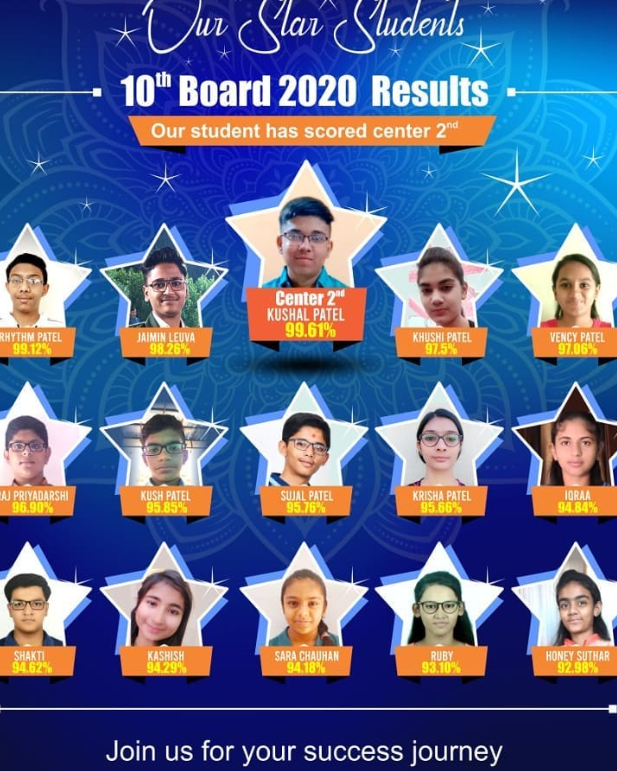 Our Star Students
10th Board 2020 Results
Our student has scored center 2nd
Center 2nd
KUSHAL PATEL
99.61%
RHYTHM PATEL
99.12%
JAIMIN LEUVA
98.26%
KHUSHI PATEL
97.5%
VENCY PATEL
97.06%
RAJ PRIYADARSHI
96.90%
KUSH PATEL
95.85%
SUJAL PATEL
95.76%
KRISHA PATEL
95.66%
IQRAA
94.84%
SHAKTI
94.62%
KASHISH
94.29%
SARA CHAUHAN
94.18%
RUBY
93.10%
HONEY SUTHAR
92.98%
Join us for your success journey